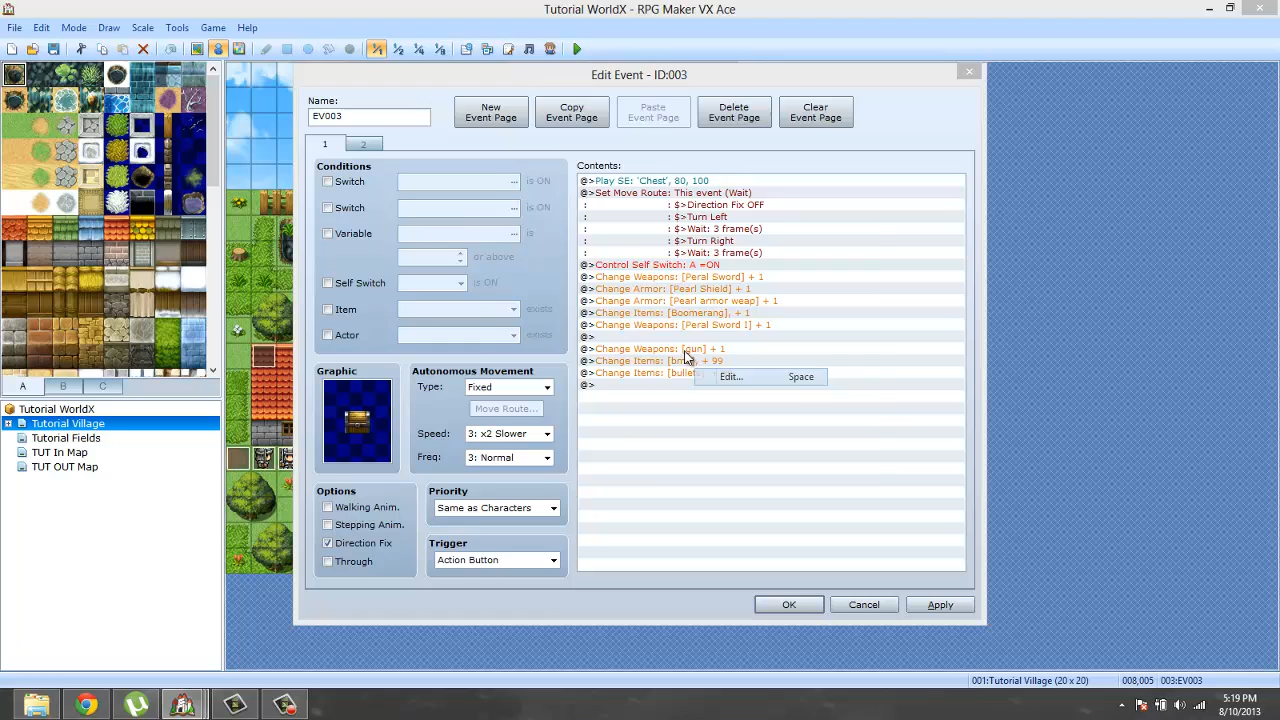 Tutorial WorldX - RPG Maker VX Ace
File Edit Mode Draw Scale Tools Game Help
Edit Event - ID:003
Name:
EV003
New Event Page
Copy Event Page
Paste Event Page
Delete Event Page
Clear Event Page
1 2
Conditions
Switch ... is ON
Switch ... is ON
Variable ... is
or above
Self Switch is ON
Item exists
Actor exists
Graphic
Autonomous Movement
Type: Fixed
Move Route...
Speed: 3: x2 Slower
Freq: 3: Normal
Options
Walking Anim.
Stepping Anim.
Direction Fix
Through
Priority
Same as Characters
Trigger
Action Button
Contents:
@>Play SE: 'Chest', 80, 100
@>Set Move Route: This event (Wait)
: : $>Direction Fix OFF
: : $>Turn Left
: : $>Wait: 3 frame(s)
: : $>Turn Right
: : $>Wait: 3 frame(s)
@>Control Self Switch: A =ON
@>Change Weapons: [Peral Sword] + 1
@>Change Armor: [Pearl Shield] + 1
@>Change Armor: [Pearl armor weap] + 1
@>Change Items: [Boomerang], + 1
@>Change Weapons: [Peral Sword I] + 1
@>
@>Change Weapons: [gun] + 1
@>Change Items: + 99
@>Change Items: [bullet
@>
Edit... Space
OK Cancel Apply
A B C
Tutorial WorldX
Tutorial Village
Tutorial Fields
TUT In Map
TUT OUT Map
001:Tutorial Village (20 x 20) 008,005 003:EV003
5:19 PM
8/10/2013